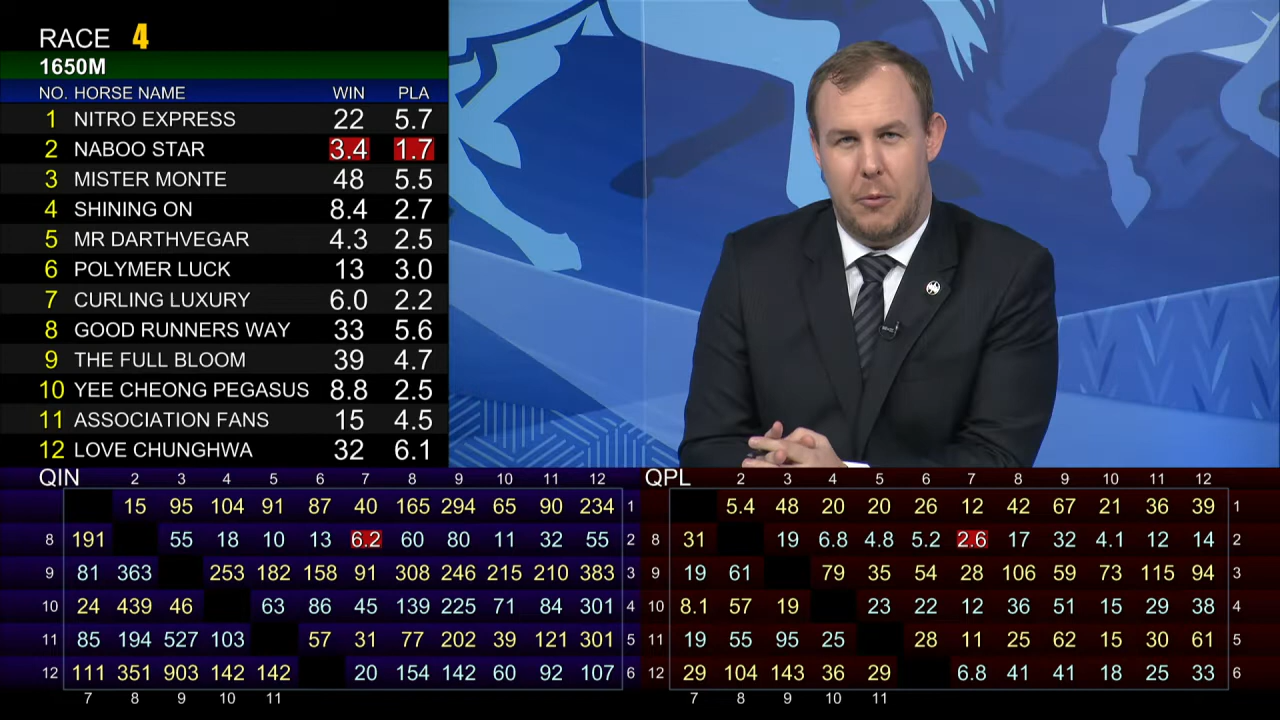 RACE 4
1650M
NO. HORSE NAME WIN PLA
1 NITRO EXPRESS 22 5.7
2 NABOO STAR 3.4 1.7
3 MISTER MONTE 48 5.5
4 SHINING ON 8.4 2.7
5 MR DARTHVEGAR 4.3 2.5
6 POLYMER LUCK 13 3.0
7 CURLING LUXURY 6.0 2.2
8 GOOD RUNNERS WAY 33 5.6
9 THE FULL BLOOM 39 4.7
10 YEE CHEONG PEGASUS 8.8 2.5
11 ASSOCIATION FANS 15 4.5
12 LOVE CHUNGHWA 32 6.1
QIN 2 3 4 5 6 7 8 9 10 11 12
15 95 104 91 87 40 165 294 65 90 234 1
8 191 55 18 10 13 6.2 60 80 11 32 55 2
9 81 363 253 182 158 91 308 246 215 210 383 3
10 24 439 46 63 86 45 139 225 71 84 301 4
11 85 194 527 103 57 31 77 202 39 121 301 5
12 111 351 903 142 142 20 154 142 60 92 107 6
7 8 9 10 11
QPL 2 3 4 5 6 7 8 9 10 11 12
5.4 48 20 20 26 12 42 67 21 36 39 1
8 31 19 6.8 4.8 5.2 2.6 17 32 4.1 12 14 2
9 19 61 79 35 54 28 106 59 73 115 94 3
10 8.1 57 19 23 22 12 36 51 15 29 38 4
11 19 55 95 25 28 11 25 62 15 30 61 5
12 29 104 143 36 29 6.8 41 41 18 25 33 6
7 8 9 10 11